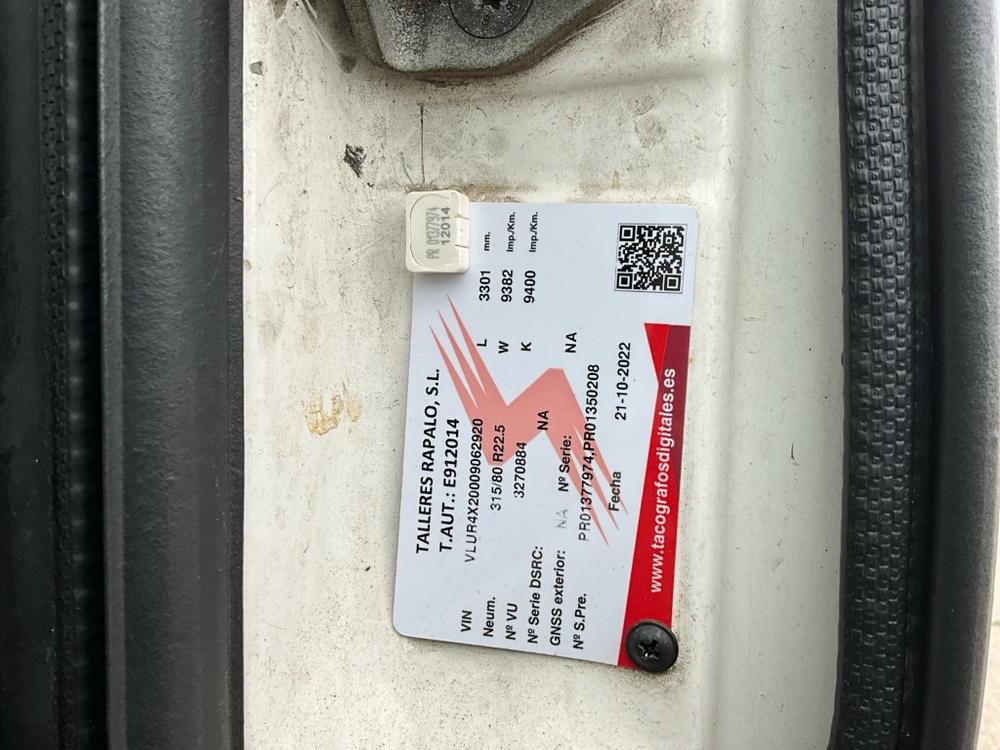 PR 01377974
12014
TALLERES RAPALO, S.L.
T.AUT.: E912014
VIN VLUR4X20009062920 L 3301 mm.
Neum. 315/80 R22.5 W 9382 Imp./Km.
Nº VU 3270884 K 9400 Imp./Km.
Nº Serie DSRC: NA
GNSS exterior: NA Nº Serie: NA
Nº S.Pre. PR01377974,PR01350208
Fecha 21-10-2022
www.tacografosdigitales.es